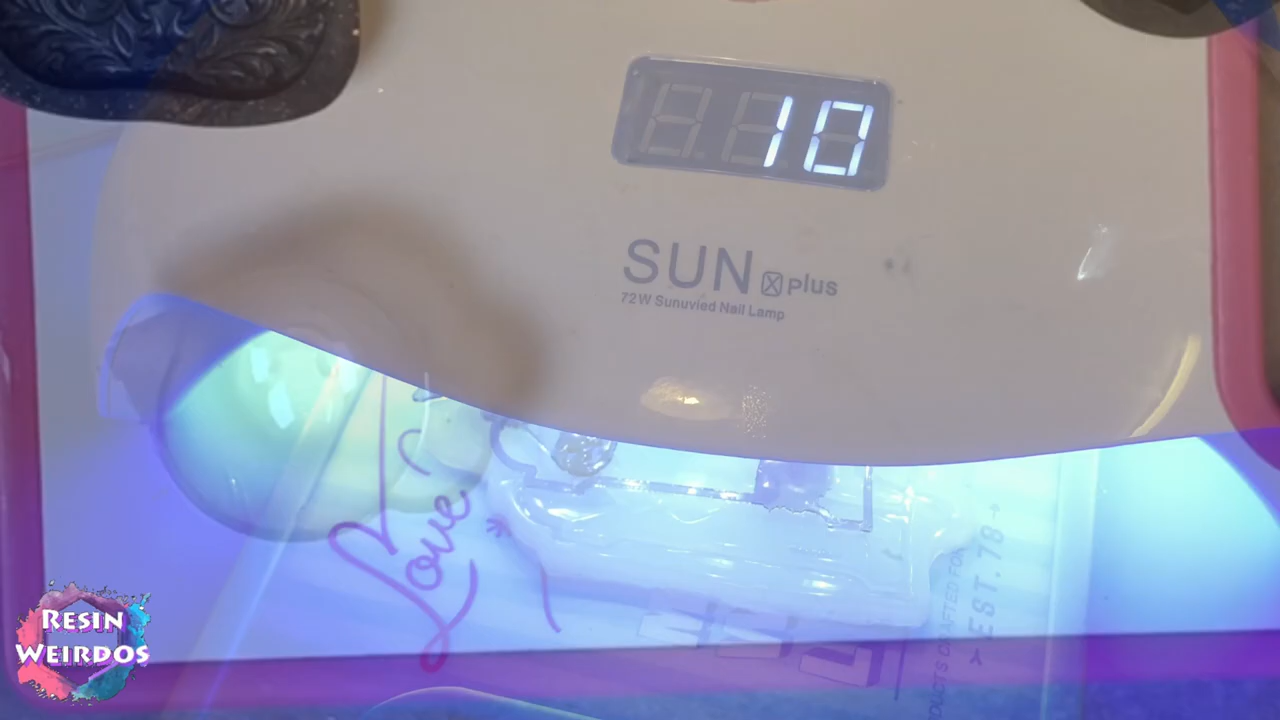 10
SUN X plus
72W Sunuvied Nail Lamp
Love
EST. 78
RESIN
WEIRDOS